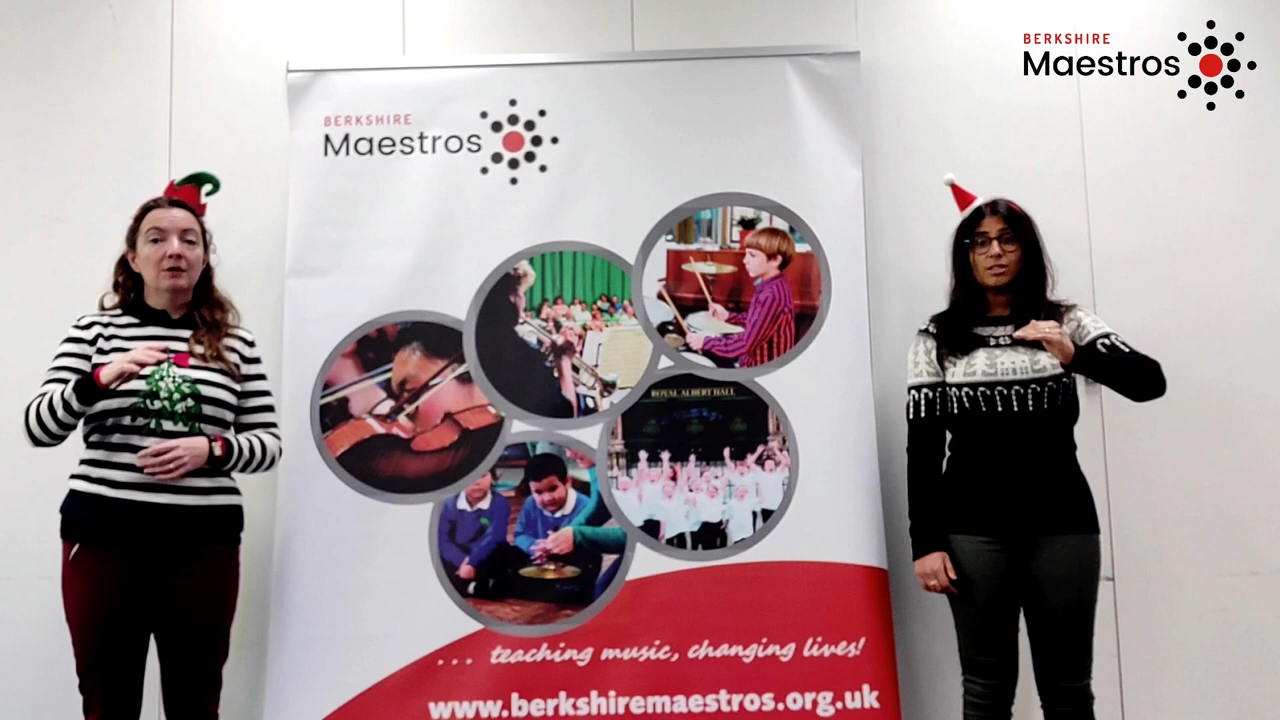 BERKSHIRE
Maestros
BERKSHIRE
Maestros
ROYAL ALBERT HALL
... teaching music, changing lives!
www.berkshiremaestros.org.uk